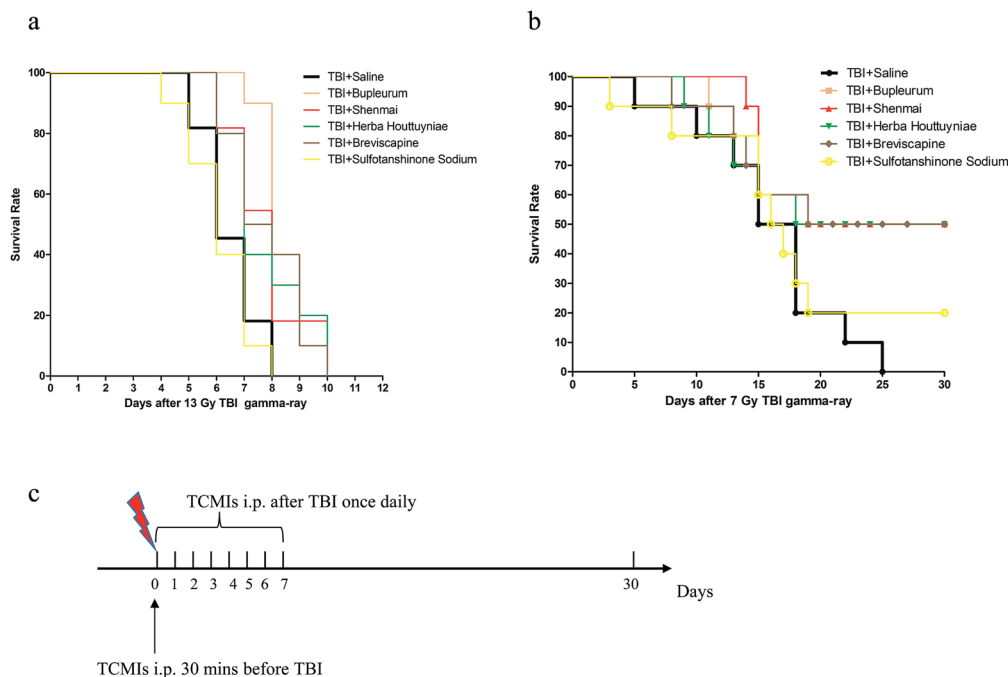 a
TBI+Saline
TBI+Bupleurum
TBI+Shenmai
TBI+Herba Houttuyniae
TBI+Breviscapine
TBI+Sulfotanshinone Sodium
Survival Rate
100
80
60
40
20
0
0 1 2 3 4 5 6 7 8 9 10 11 12
Days after 13 Gy TBI gamma-ray
b
TBI+Saline
TBI+Bupleurum
TBI+Shenmai
TBI+Herba Houttuyniae
TBI+Breviscapine
TBI+Sulfotanshinone Sodium
Survival Rate
100
90
80
70
60
50
40
30
20
10
0
0 5 10 15 20 25 30
Days after 7 Gy TBI gamma-ray
c
TCMIs i.p. after TBI once daily
0 1 2 3 4 5 6 7 30
Days
TCMIs i.p. 30 mins before TBI